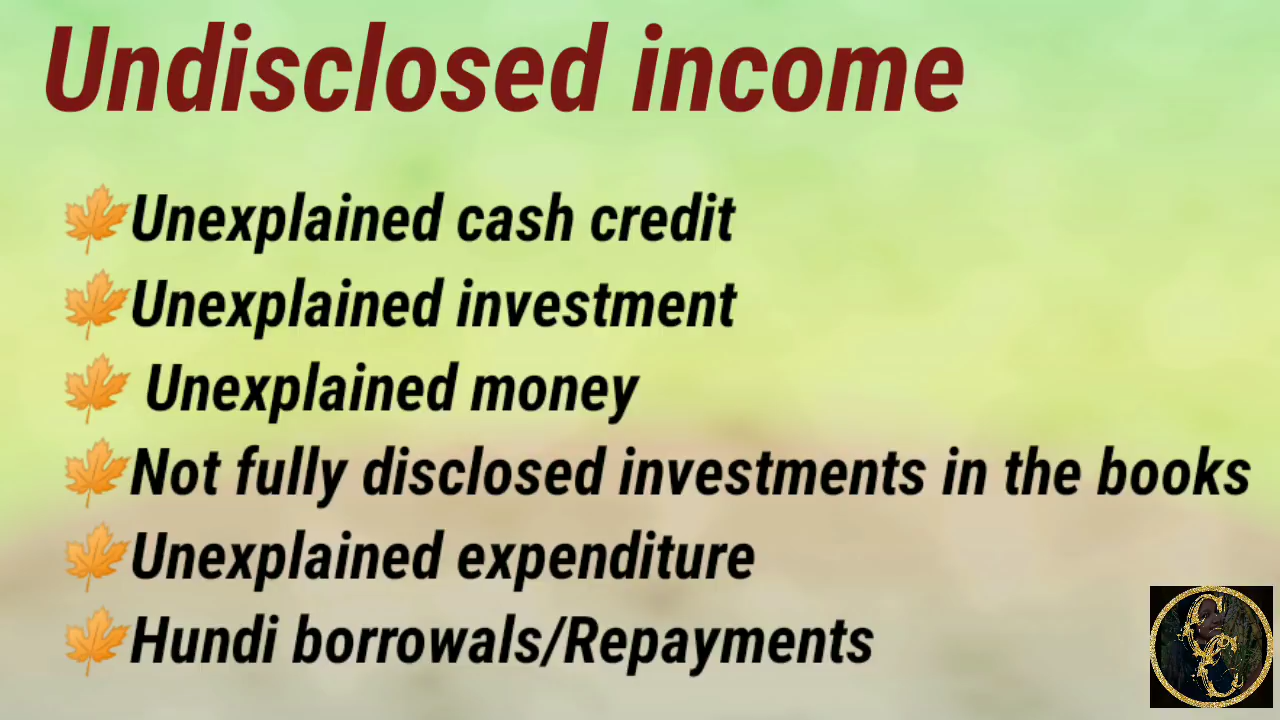 Undisclosed income
🍁Unexplained cash credit
🍁Unexplained investment
🍁 Unexplained money
🍁Not fully disclosed investments in the books
🍁Unexplained expenditure
🍁Hundi borrowals/Repayments